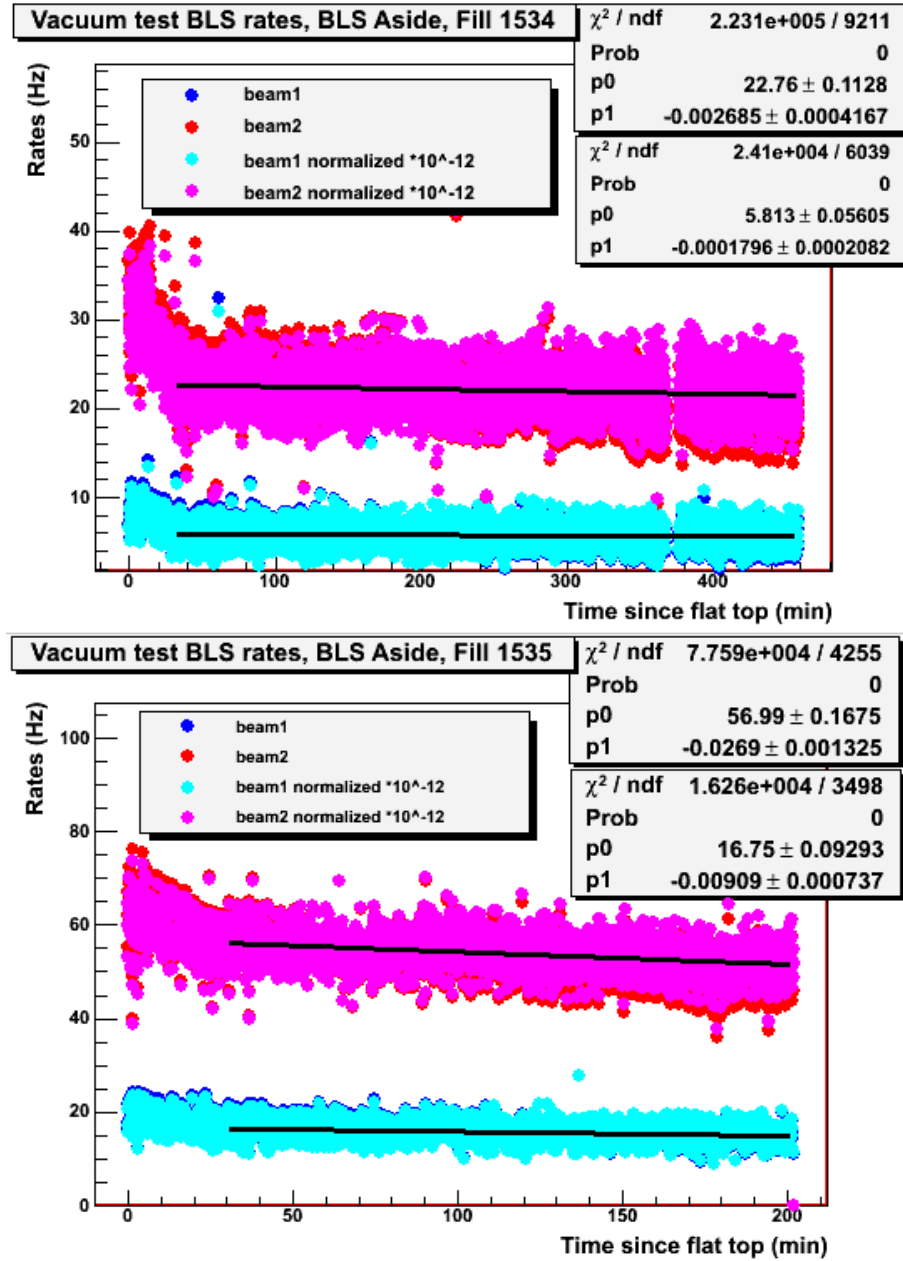 Vacuum test BLS rates, BLS Aside, Fill 1534
χ² / ndf 2.231e+005 / 9211
Prob 0
p0 22.76 ± 0.1128
p1 -0.002685 ± 0.0004167
χ² / ndf 2.41e+004 / 6039
Prob 0
p0 5.813 ± 0.05605
p1 -0.0001796 ± 0.0002082
beam1
beam2
beam1 normalized *10^-12
beam2 normalized *10^-12
Rates (Hz)
50
40
30
20
10
0 100 200 300 400
Time since flat top (min)
Vacuum test BLS rates, BLS Aside, Fill 1535
χ² / ndf 7.759e+004 / 4255
Prob 0
p0 56.99 ± 0.1675
p1 -0.0269 ± 0.001325
χ² / ndf 1.626e+004 / 3498
Prob 0
p0 16.75 ± 0.09293
p1 -0.00909 ± 0.000737
beam1
beam2
beam1 normalized *10^-12
beam2 normalized *10^-12
Rates (Hz)
100
80
60
40
20
0
0 50 100 150 200
Time since flat top (min)